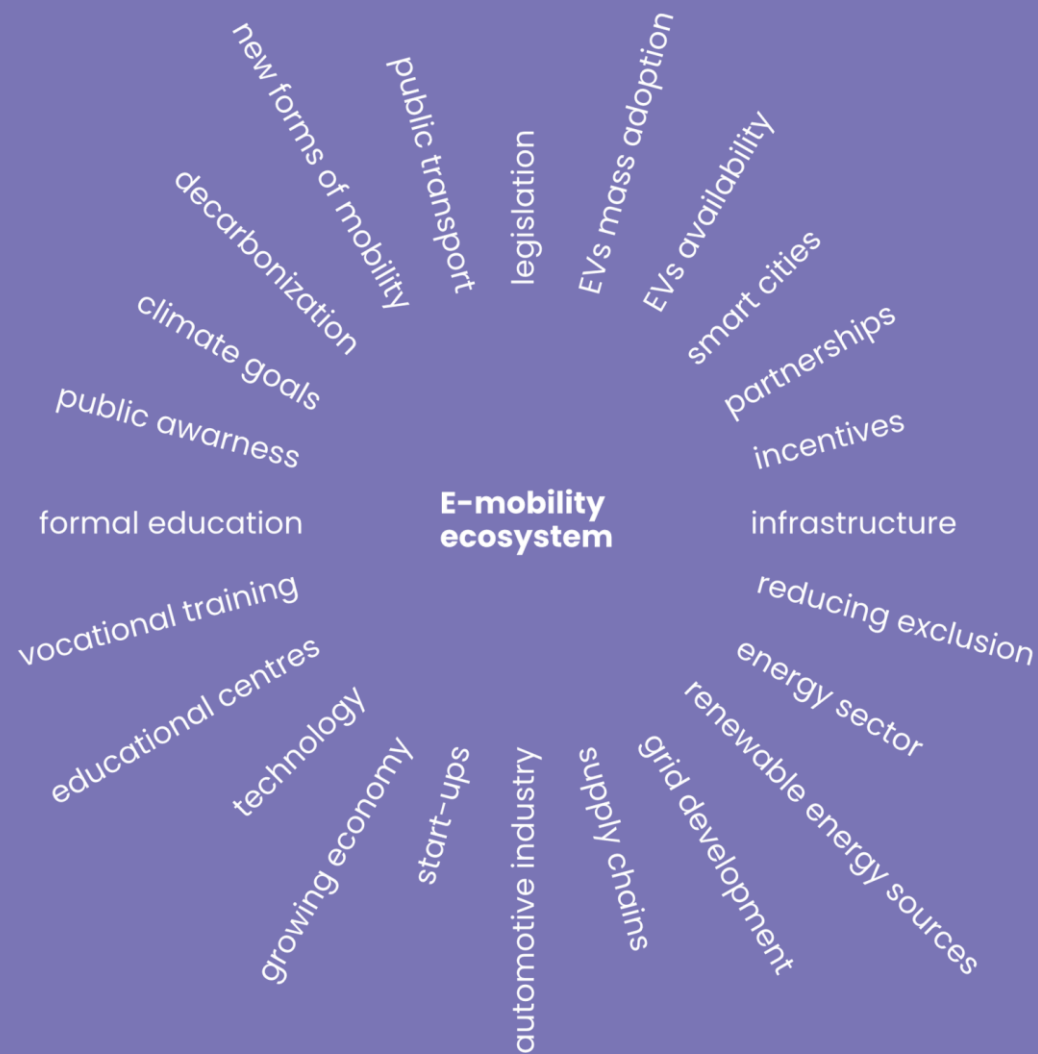 legislation
EVs mass adoption
EVs availability
smart cities
partnerships
incentives
infrastructure
reducing exclusion
energy sector
renewable energy sources
grid development
supply chains
automotive industry
start-ups
growing economy
technology
educational centres
vocational training
formal education
public awarness
climate goals
decarbonization
new forms of mobility
public transport
E-mobility
ecosystem